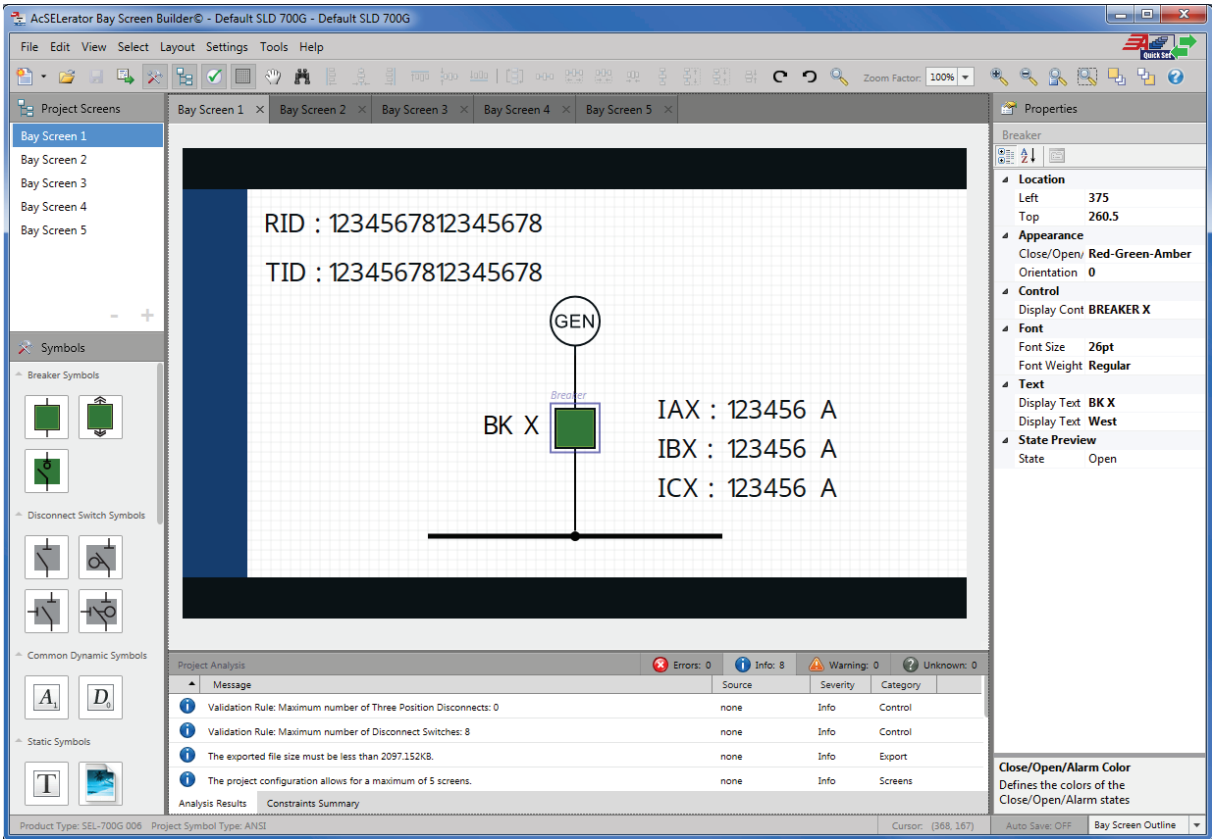 AcSELerator Bay Screen Builder© - Default SLD 700G - Default SLD 700G
File Edit View Select Layout Settings Tools Help
Quick Set
Zoom Factor: 100%
Project Screens
Bay Screen 1
Bay Screen 2
Bay Screen 3
Bay Screen 4
Bay Screen 5
- +
Symbols
Breaker Symbols
Disconnect Switch Symbols
Common Dynamic Symbols
A1 D0
Static Symbols
T
Bay Screen 1 × Bay Screen 2 × Bay Screen 3 × Bay Screen 4 × Bay Screen 5 ×
RID : 1234567812345678
TID : 1234567812345678
GEN
Breaker
BK X
IAX : 123456 A
IBX : 123456 A
ICX : 123456 A
Project Analysis Errors: 0 Info: 8 Warning: 0 Unknown: 0
Message Source Severity Category
Validation Rule: Maximum number of Three Position Disconnects: 0 none Info Control
Validation Rule: Maximum number of Disconnect Switches: 8 none Info Control
The exported file size must be less than 2097.152KB. none Info Export
The project configuration allows for a maximum of 5 screens. none Info Screens
Analysis Results Constraints Summary
Properties
Breaker
Location
Left 375
Top 260.5
Appearance
Close/Open/ Red-Green-Amber
Orientation 0
Control
Display Cont BREAKER X
Font
Font Size 26pt
Font Weight Regular
Text
Display Text BK X
Display Text West
State Preview
State Open
Close/Open/Alarm Color
Defines the colors of the
Close/Open/Alarm states
Product Type: SEL-700G 006 Project Symbol Type: ANSI Cursor: (368, 167) Auto Save: OFF Bay Screen Outline